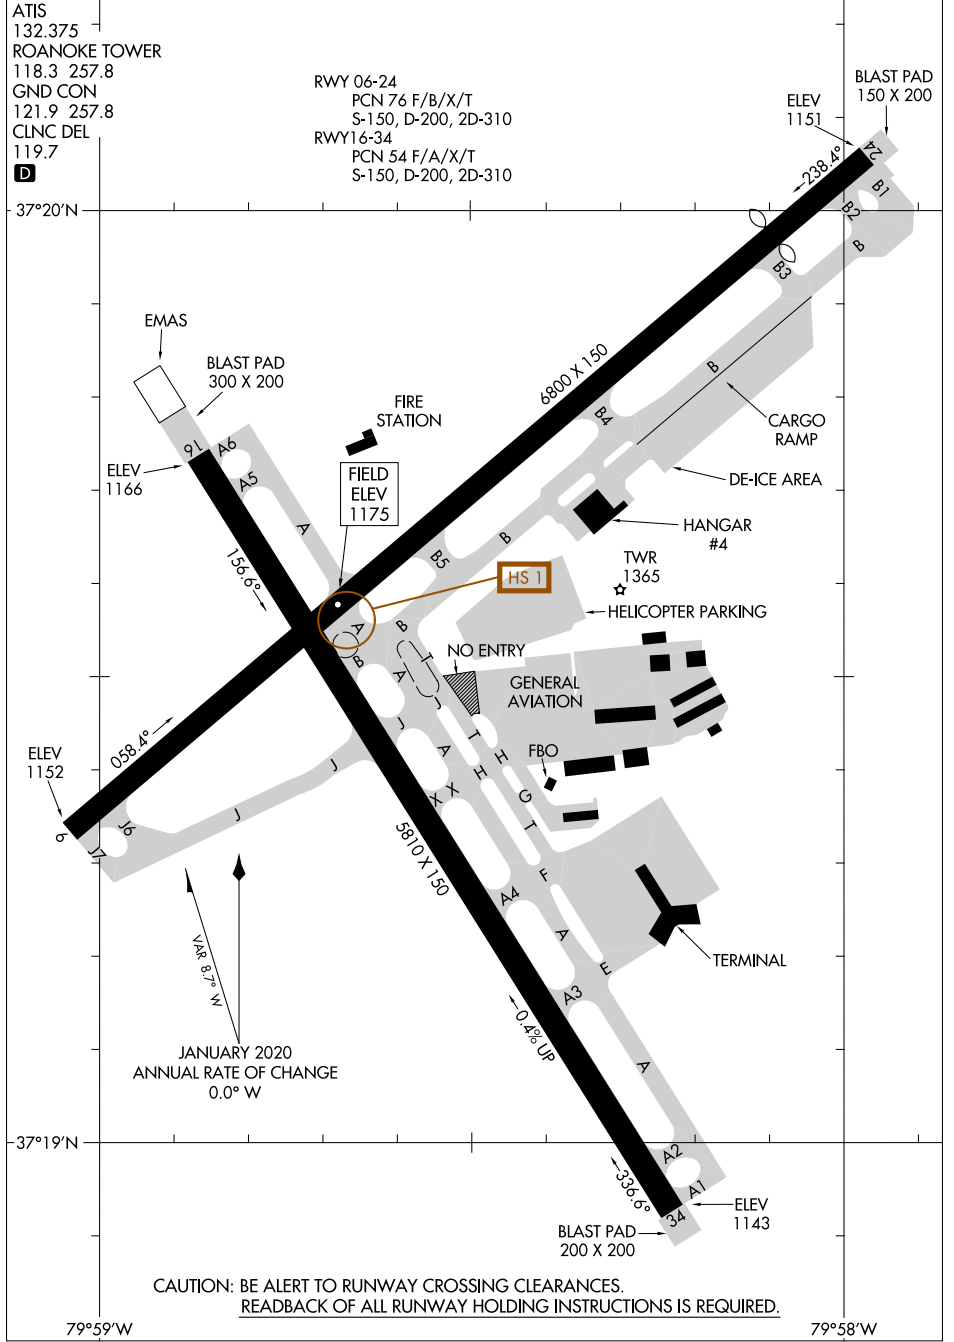 ATIS
132.375
ROANOKE TOWER
118.3 257.8
GND CON
121.9 257.8
CLNC DEL
119.7
D
RWY 06-24
PCN 76 F/B/X/T
S-150, D-200, 2D-310
RWY16-34
PCN 54 F/A/X/T
S-150, D-200, 2D-310
BLAST PAD
150 X 200
ELEV
1151
24
238.4°
B1
B2
B
B3
37°20'N
EMAS
BLAST PAD
300 X 200
6800 X 150
B
FIRE
STATION
B4
CARGO
RAMP
16
A6
ELEV
1166
A5
FIELD
ELEV
1175
DE-ICE AREA
A
HANGAR
#4
B
B5
156.6°
HS 1
TWR
1365
HELICOPTER PARKING
A
B
B
T
NO ENTRY
A
GENERAL
AVIATION
J
J
058.4°
T
A
H
FBO
ELEV
1152
J
H
X
X
G
J
J6
5810 X 150
T
6
J7
F
A4
A
VAR 8.7° W
TERMINAL
E
A3
0.4% UP
JANUARY 2020
ANNUAL RATE OF CHANGE
0.0° W
A
37°19'N
A2
336.6°
A1
34
ELEV
1143
BLAST PAD
200 X 200
CAUTION: BE ALERT TO RUNWAY CROSSING CLEARANCES.
READBACK OF ALL RUNWAY HOLDING INSTRUCTIONS IS REQUIRED.
79°59'W
79°58'W